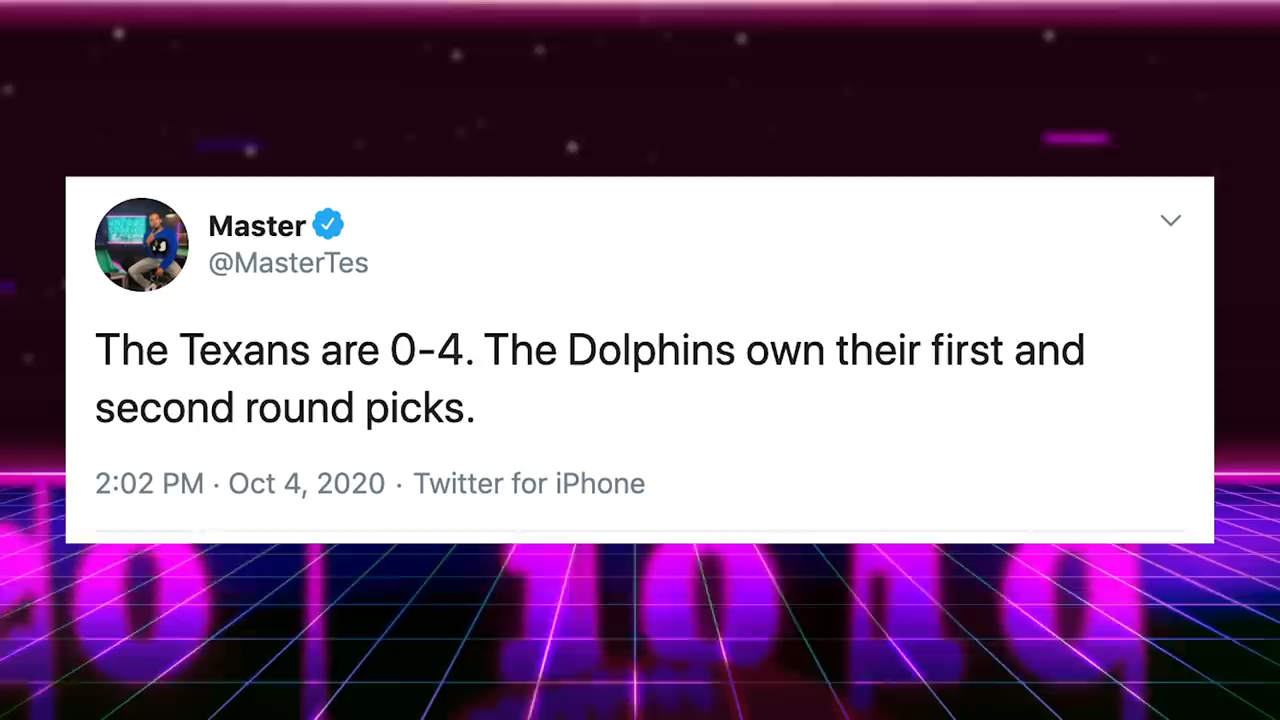 Master
@MasterTes
The Texans are 0-4. The Dolphins own their first and
second round picks.
2:02 PM · Oct 4, 2020 · Twitter for iPhone